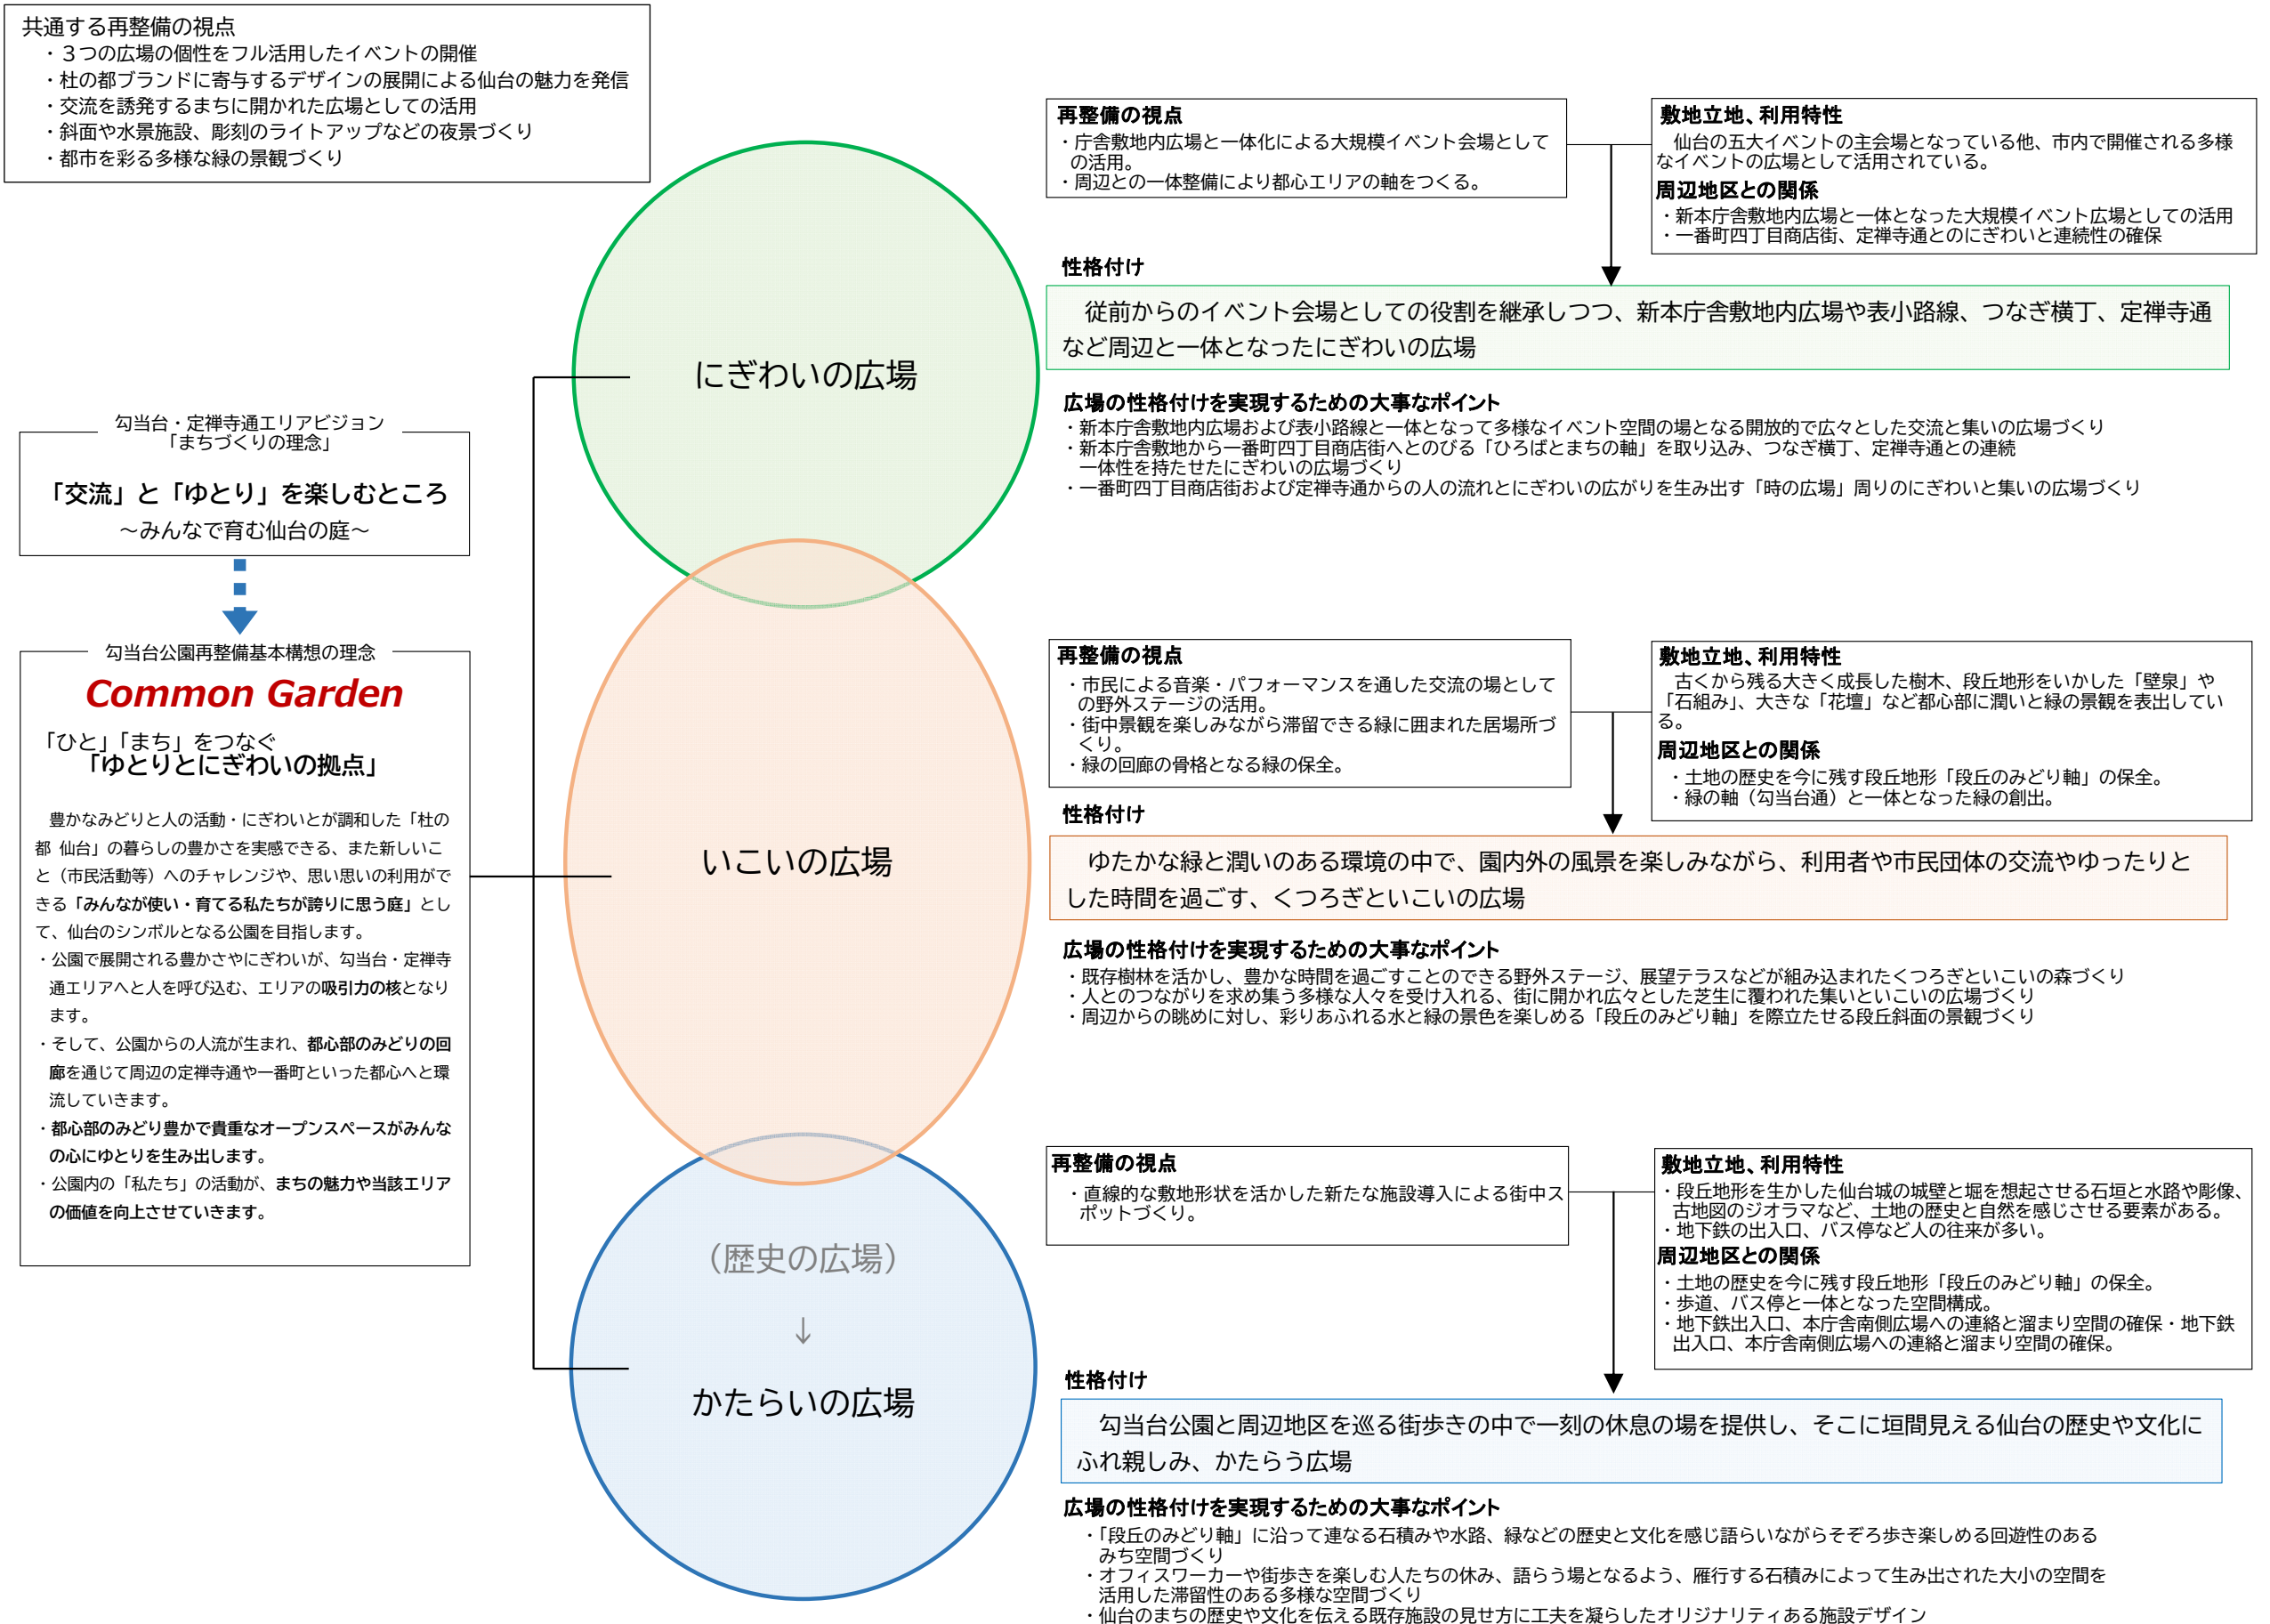 共通する再整備の視点
・３つの広場の個性をフル活用したイベントの開催
・杜の都ブランドに寄与するデザインの展開による仙台の魅力を発信
・交流を誘発するまちに開かれた広場としての活用
・斜面や水景施設、彫刻のライトアップなどの夜景づくり
・都市を彩る多様な緑の景観づくり
勾当台・定禅寺通エリアビジョン
「まちづくりの理念」
「交流」と「ゆとり」を楽しむところ
～みんなで育む仙台の庭～
勾当台公園再整備基本構想の理念
Common Garden
「ひと」「まち」をつなぐ
「ゆとりとにぎわいの拠点」
豊かなみどりと人の活動・にぎわいとが調和した「杜の
都 仙台」の暮らしの豊かさを実感できる、また新しいこ
と（市民活動等）へのチャレンジや、思い思いの利用がで
きる「みんなが使い・育てる私たちが誇りに思う庭」とし
て、仙台のシンボルとなる公園を目指します。
・公園で展開される豊かさやにぎわいが、勾当台・定禅寺
通エリアへと人を呼び込む、エリアの吸引力の核となり
ます。
・そして、公園からの人流が生まれ、都心部のみどりの回
廊を通じて周辺の定禅寺通や一番町といった都心へと環
流していきます。
・都心部のみどり豊かで貴重なオープンスペースがみんな
の心にゆとりを生み出します。
・公園内の「私たち」の活動が、まちの魅力や当該エリア
の価値を向上させていきます。
にぎわいの広場
いこいの広場
（歴史の広場）
↓
かたらいの広場
再整備の視点
・庁舎敷地内広場と一体化による大規模イベント会場として
の活用。
・周辺との一体整備により都心エリアの軸をつくる。
敷地立地、利用特性
仙台の五大イベントの主会場となっている他、市内で開催される多様
なイベントの広場として活用されている。
周辺地区との関係
・新本庁舎敷地内広場と一体となった大規模イベント広場としての活用
・一番町四丁目商店街、定禅寺通とのにぎわいと連続性の確保
性格付け
従前からのイベント会場としての役割を継承しつつ、新本庁舎敷地内広場や表小路線、つなぎ横丁、定禅寺通
など周辺と一体となったにぎわいの広場
広場の性格付けを実現するための大事なポイント
・新本庁舎敷地内広場および表小路線と一体となって多様なイベント空間の場となる開放的で広々とした交流と集いの広場づくり
・新本庁舎敷地から一番町四丁目商店街へとのびる「ひろばとまちの軸」を取り込み、つなぎ横丁、定禅寺通との連続
一体性を持たせたにぎわいの広場づくり
・一番町四丁目商店街および定禅寺通からの人の流れとにぎわいの広がりを生み出す「時の広場」周りのにぎわいと集いの広場づくり
再整備の視点
・市民による音楽・パフォーマンスを通した交流の場として
の野外ステージの活用。
・街中景観を楽しみながら滞留できる緑に囲まれた居場所づ
くり。
・緑の回廊の骨格となる緑の保全。
敷地立地、利用特性
古くから残る大きく成長した樹木、段丘地形をいかした「壁泉」や
「石組み」、大きな「花壇」など都心部に潤いと緑の景観を表出してい
る。
周辺地区との関係
・土地の歴史を今に残す段丘地形「段丘のみどり軸」の保全。
・緑の軸（勾当台通）と一体となった緑の創出。
性格付け
ゆたかな緑と潤いのある環境の中で、園内外の風景を楽しみながら、利用者や市民団体の交流やゆったりと
した時間を過ごす、くつろぎといこいの広場
広場の性格付けを実現するための大事なポイント
・既存樹林を活かし、豊かな時間を過ごすことのできる野外ステージ、展望テラスなどが組み込まれたくつろぎといこいの森づくり
・人とのつながりを求め集う多様な人々を受け入れる、街に開かれ広々とした芝生に覆われた集いといこいの広場づくり
・周辺からの眺めに対し、彩りあふれる水と緑の景色を楽しめる「段丘のみどり軸」を際立たせる段丘斜面の景観づくり
再整備の視点
・直線的な敷地形状を活かした新たな施設導入による街中ス
ポットづくり。
敷地立地、利用特性
・段丘地形を生かした仙台城の城壁と堀を想起させる石垣と水路や彫像、
古地図のジオラマなど、土地の歴史と自然を感じさせる要素がある。
・地下鉄の出入口、バス停など人の往来が多い。
周辺地区との関係
・土地の歴史を今に残す段丘地形「段丘のみどり軸」の保全。
・歩道、バス停と一体となった空間構成。
・地下鉄出入口、本庁舎南側広場への連絡と溜まり空間の確保・地下鉄
出入口、本庁舎南側広場への連絡と溜まり空間の確保。
性格付け
勾当台公園と周辺地区を巡る街歩きの中で一刻の休息の場を提供し、そこに垣間見える仙台の歴史や文化に
ふれ親しみ、かたらう広場
広場の性格付けを実現するための大事なポイント
・「段丘のみどり軸」に沿って連なる石積みや水路、緑などの歴史と文化を感じ語らいながらそぞろ歩き楽しめる回遊性のある
みち空間づくり
・オフィスワーカーや街歩きを楽しむ人たちの休み、語らう場となるよう、雁行する石積みによって生み出された大小の空間を
活用した滞留性のある多様な空間づくり
・仙台のまちの歴史や文化を伝える既存施設の見せ方に工夫を凝らしたオリジナリティある施設デザイン